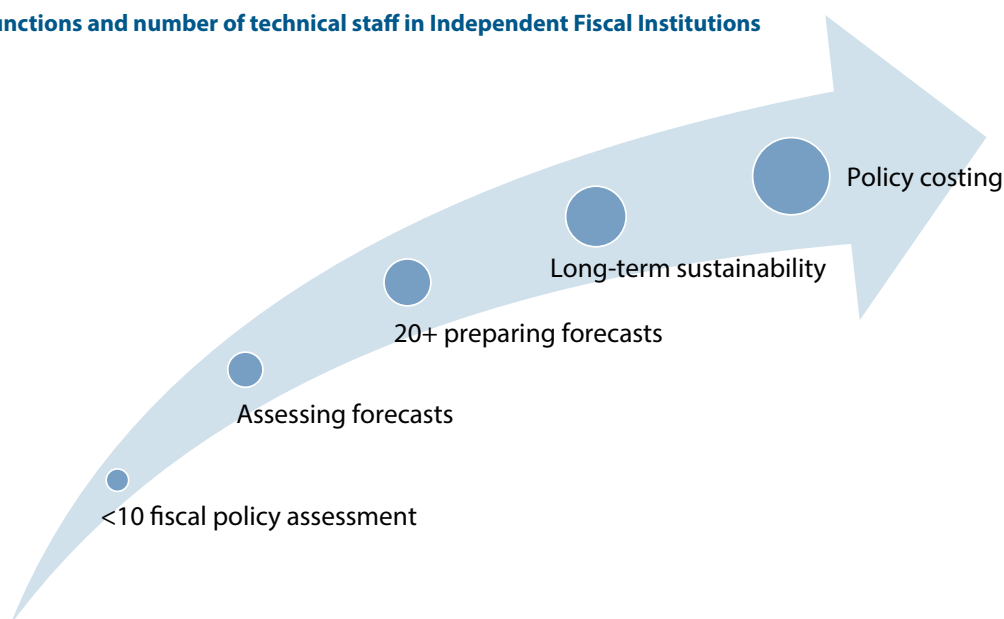 unctions and number of technical staff in Independent Fiscal Institutions
Policy costing
Long-term sustainability
20+ preparing forecasts
Assessing forecasts
<10 fiscal policy assessment